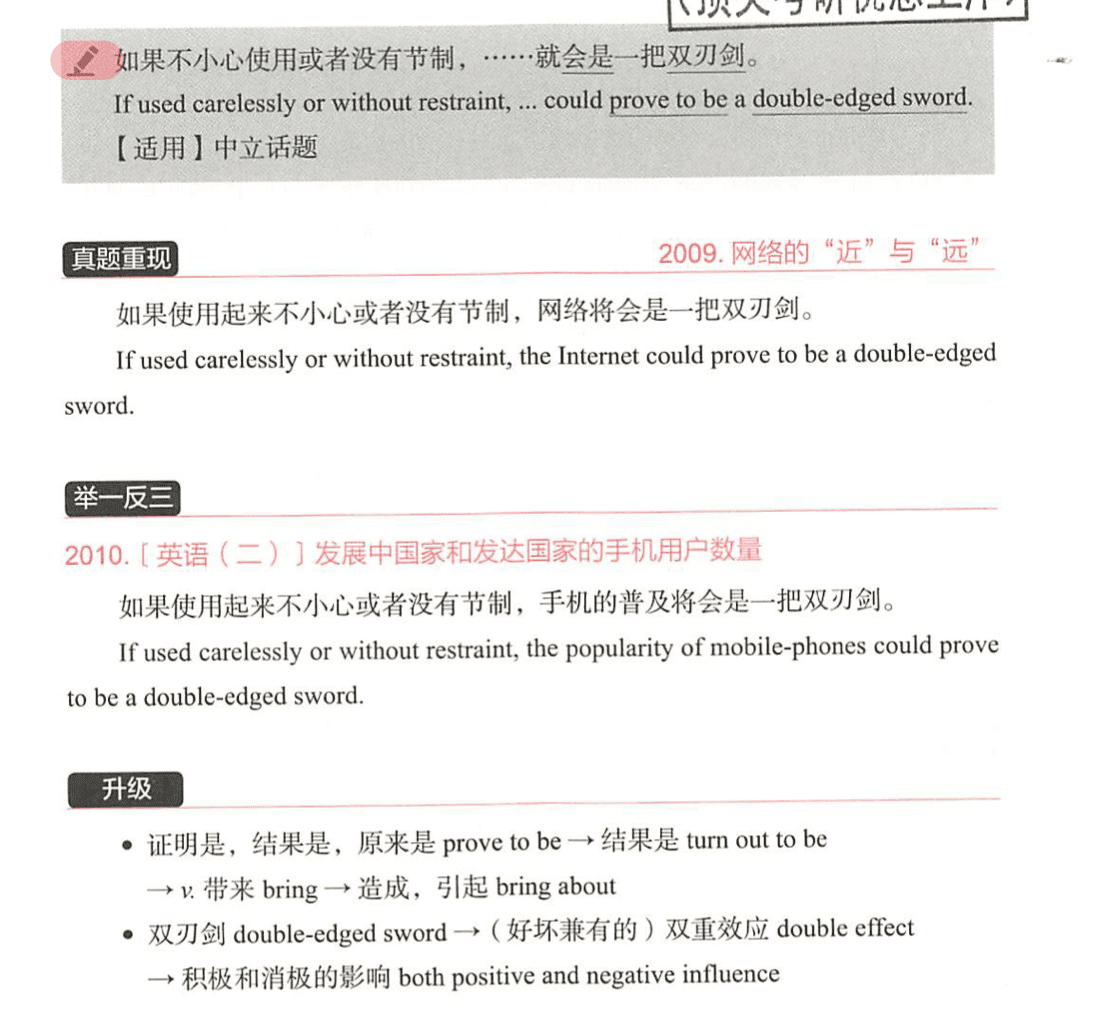 如果不小心使用或者没有节制，……就会是一把双刃剑。
If used carelessly or without restraint, ... could prove to be a double-edged sword.
【适用】中立话题
真题重现
2009. 网络的“近”与“远”
如果使用起来不小心或者没有节制，网络将会是一把双刃剑。
If used carelessly or without restraint, the Internet could prove to be a double-edged
sword.
举一反三
2010. [ 英语（二）] 发展中国家和发达国家的手机用户数量
如果使用起来不小心或者没有节制，手机的普及将会是一把双刃剑。
If used carelessly or without restraint, the popularity of mobile-phones could prove
to be a double-edged sword.
升级
• 证明是，结果是，原来是 prove to be → 结果是 turn out to be
→ v. 带来 bring → 造成，引起 bring about
• 双刃剑 double-edged sword →（好坏兼有的）双重效应 double effect
→ 积极和消极的影响 both positive and negative influence